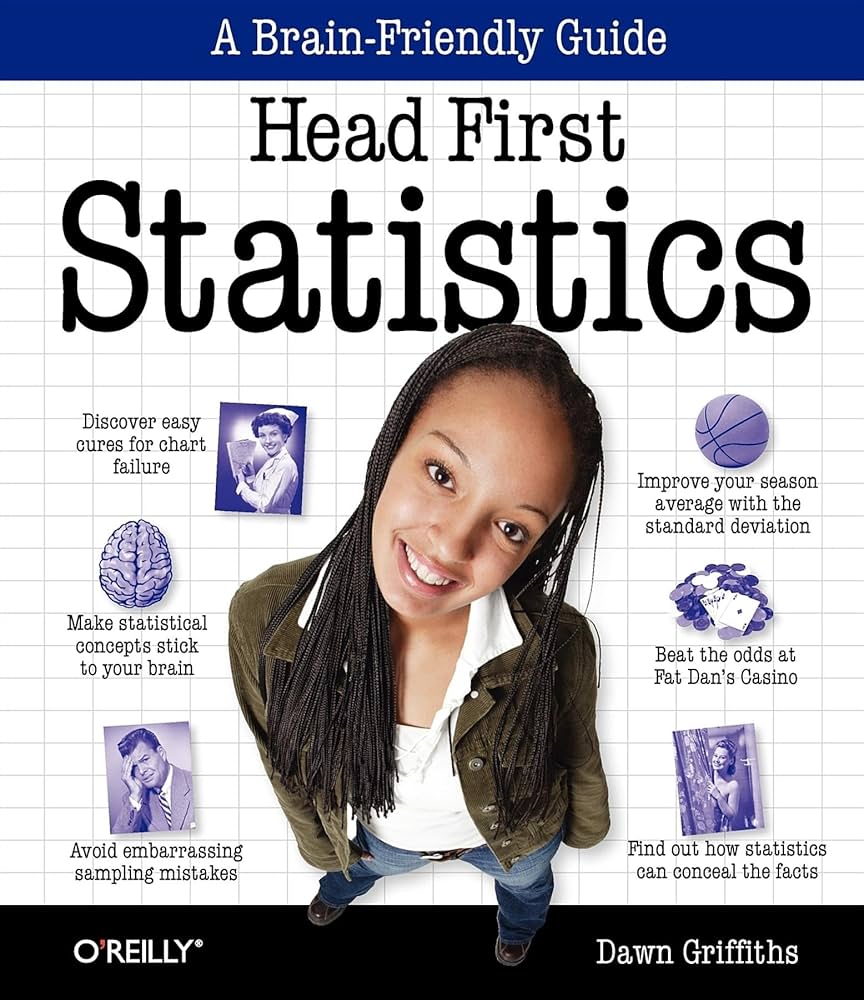 A Brain-Friendly Guide
Head First
Statistics
Discover easy
cures for chart
failure
Make statistical
concepts stick
to your brain
Avoid embarrassing
sampling mistakes
Improve your season
average with the
standard deviation
Beat the odds at
Fat Dan's Casino
Find out how statistics
can conceal the facts
O'REILLY®
Dawn Griffiths